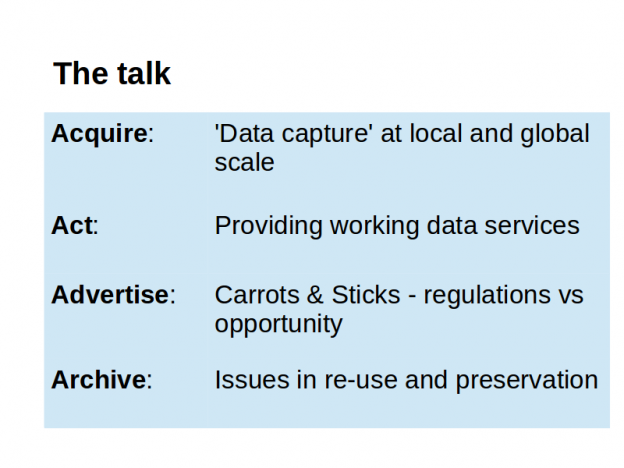 The talk
Acquire: 'Data capture' at local and global
scale
Act: Providing working data services
Advertise: Carrots & Sticks - regulations vs
opportunity
Archive: Issues in re-use and preservation